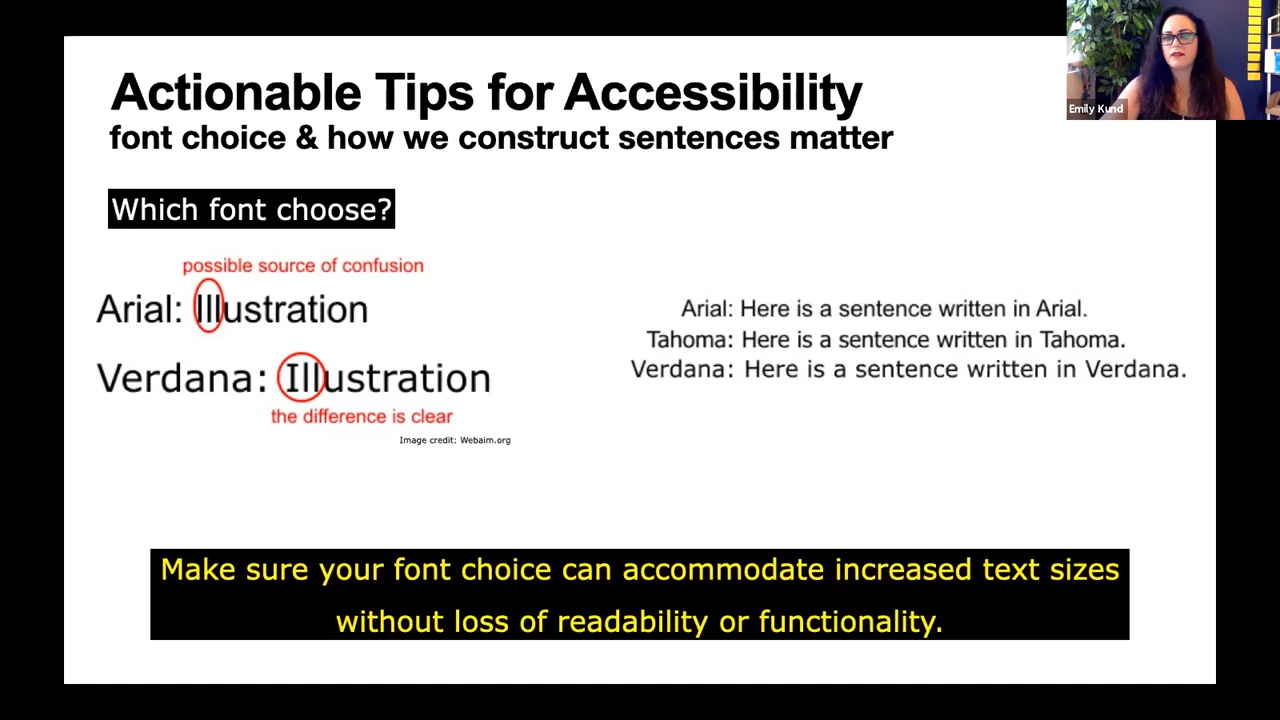 Actionable Tips for Accessibility
font choice & how we construct sentences matter
Emily Kund
Which font choose?
possible source of confusion
Arial: Illustration
Verdana: Illustration
the difference is clear
Image credit: Webaim.org
Arial: Here is a sentence written in Arial.
Tahoma: Here is a sentence written in Tahoma.
Verdana: Here is a sentence written in Verdana.
Make sure your font choice can accommodate increased text sizes
without loss of readability or functionality.